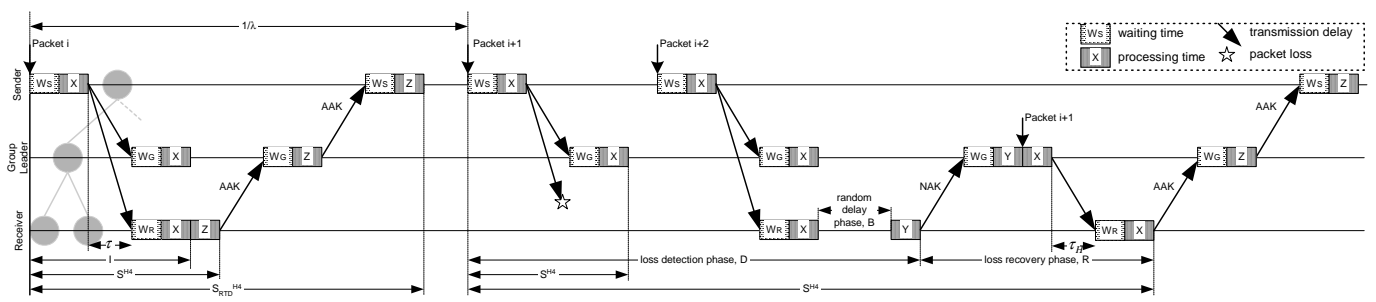 1/λ
Packet i
Packet i+1
Packet i+2
WS waiting time
X processing time
transmission delay
packet loss
Sender
WS X
WS Z
WS X
WS X
WS Z
AAK
AAK
Packet i+1
Group
Leader
WG X
WG Z
WG X
WG X
WG Y X
WG Z
AAK
random
delay
phase, B
NAK
AAK
Receiver
WR X Z
WR X
Y
WR X
τ
τH
I
loss detection phase, D
loss recovery phase, R
SH4
SH4
SRTDH4
SH4